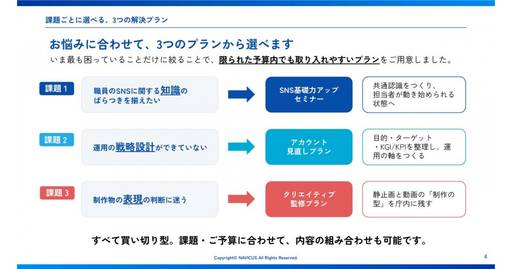 課題ごとに選べる、3つの解決プラン
お悩みに合わせて、3つのプランから選べます
いま最も困っていることだけに絞ることで、限られた予算内でも取り入れやすいプランをご用意しました。
課題 1
職員のSNSに関する知識の
ばらつきを揃えたい
SNS基礎力アップ
セミナー
共通認識をつくり、
担当者が動き始められる
状態へ
課題 2
運用の戦略設計ができていない
アカウント
見直しプラン
目的・ターゲット
・KGI/KPIを整理し、運
用の軸をつくる
課題 3
制作物の表現の判断に迷う
クリエイティブ
監修プラン
静止画と動画の「制作の
型」を庁内に残す
すべて買い切り型。課題・ご予算に合わせて、内容の組み合わせも可能です。
Copyright© NAVICUS All Rights Reserved.
4